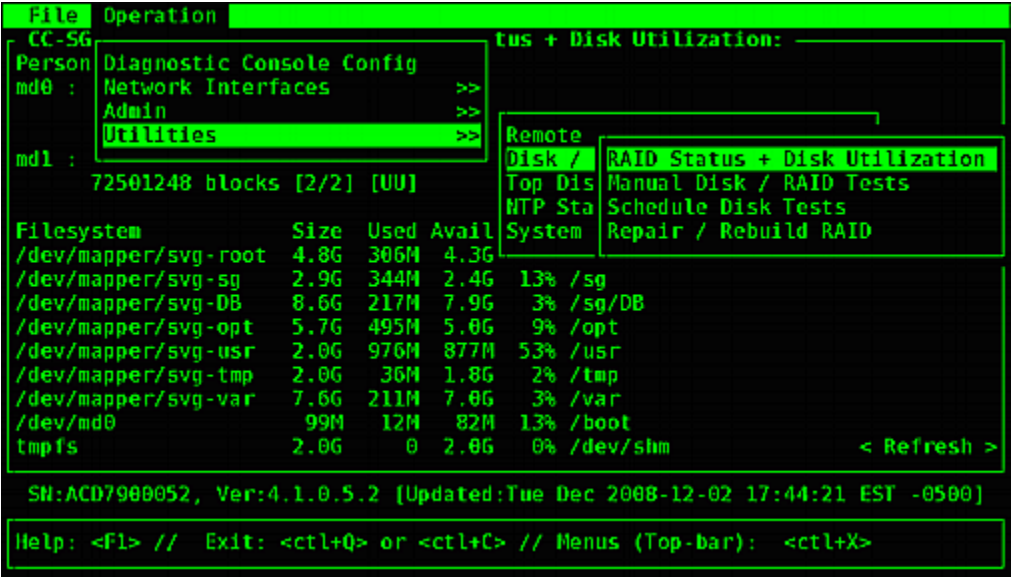 File Operation
CC-SG tus + Disk Utilization:
Person Diagnostic Console Config
md0 : Network Interfaces >>
Admin >>
Utilities >> Remote
md1 : Disk / RAID Status + Disk Utilization
72501248 blocks [2/2] [UU] Top Dis Manual Disk / RAID Tests
NTP Sta Schedule Disk Tests
Filesystem Size Used Avail System Repair / Rebuild RAID
/dev/mapper/svg-root 4.8G 306M 4.3G
/dev/mapper/svg-sg 2.9G 344M 2.4G 13% /sg
/dev/mapper/svg-DB 8.6G 217M 7.9G 3% /sg/DB
/dev/mapper/svg-opt 5.7G 495M 5.0G 9% /opt
/dev/mapper/svg-usr 2.0G 976M 877M 53% /usr
/dev/mapper/svg-tmp 2.0G 36M 1.8G 2% /tmp
/dev/mapper/svg-var 7.6G 211M 7.0G 3% /var
/dev/md0 99M 12M 82M 13% /boot
tmpfs 2.0G 0 2.0G 0% /dev/shm < Refresh >
SN:ACD7900052, Ver:4.1.0.5.2 [Updated:Tue Dec 2008-12-02 17:44:21 EST -0500]
Help: <F1> // Exit: <ctl+Q> or <ctl+C> // Menus (Top-bar): <ctl+X>